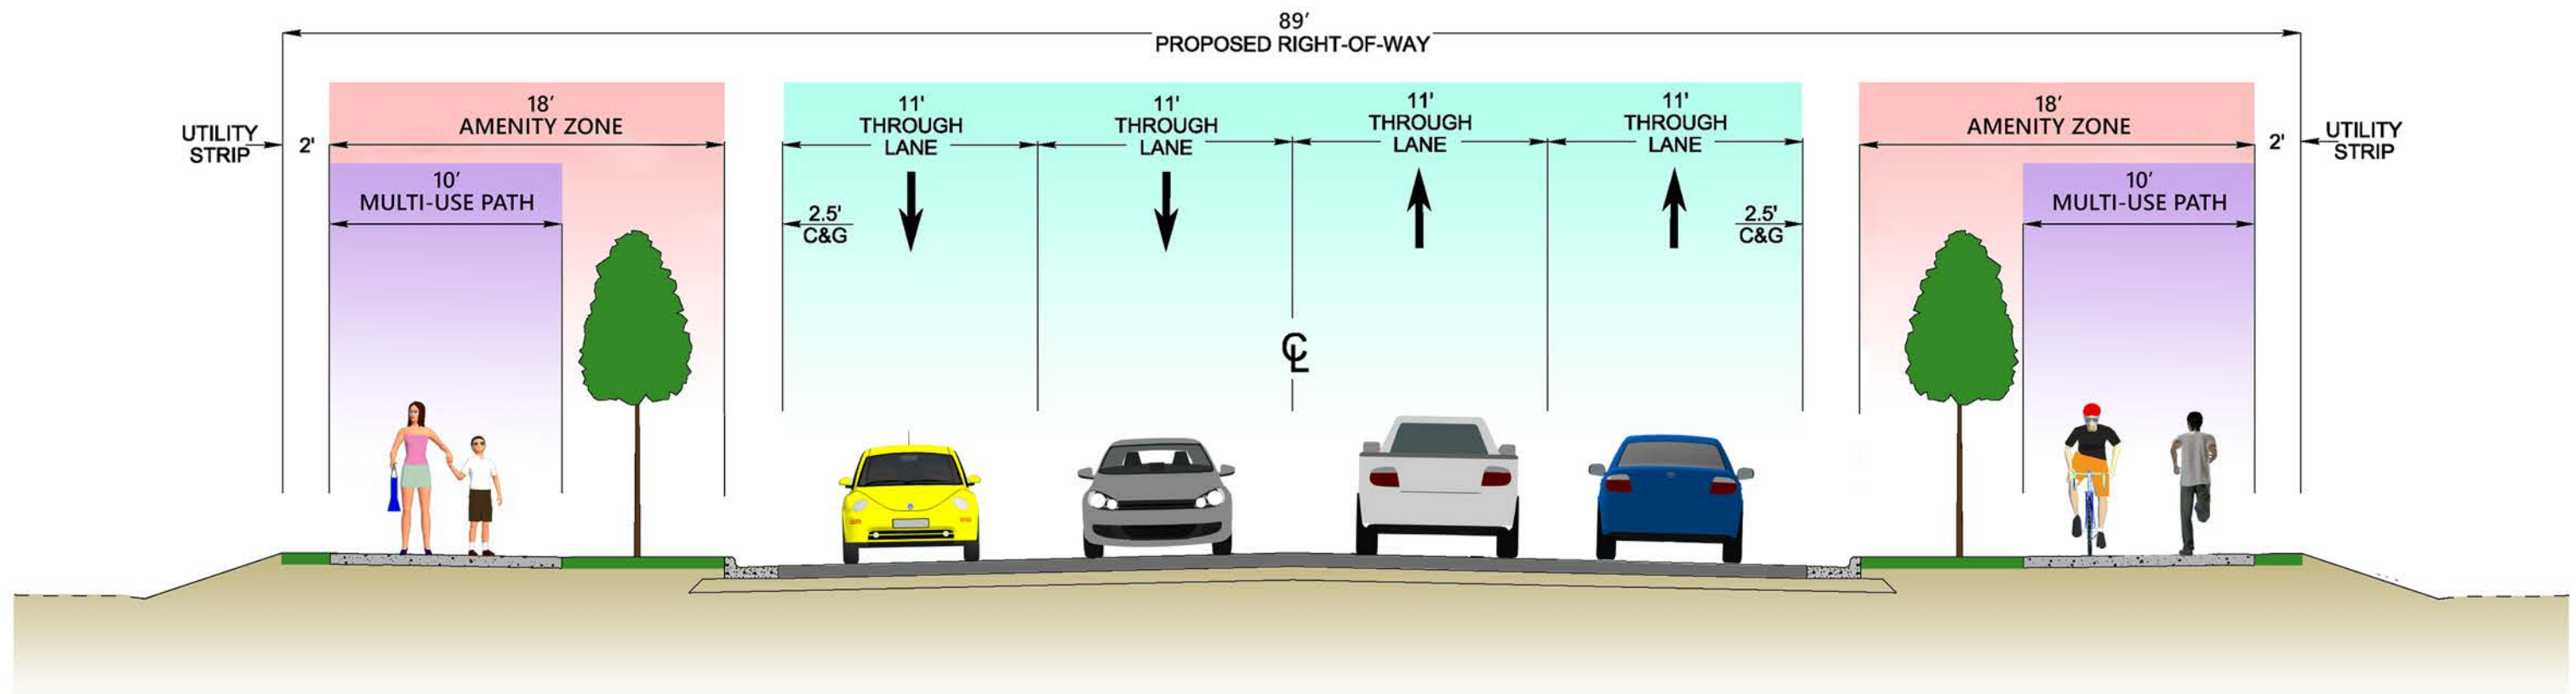 89′
PROPOSED RIGHT-OF-WAY
UTILITY
STRIP
2'
18′
AMENITY ZONE
10′
MULTI-USE PATH
11'
THROUGH
LANE
2.5'
C&G
11'
THROUGH
LANE
11'
THROUGH
LANE
11'
THROUGH
LANE
2.5'
C&G
℄
18′
AMENITY ZONE
10′
MULTI-USE PATH
2'
UTILITY
STRIP